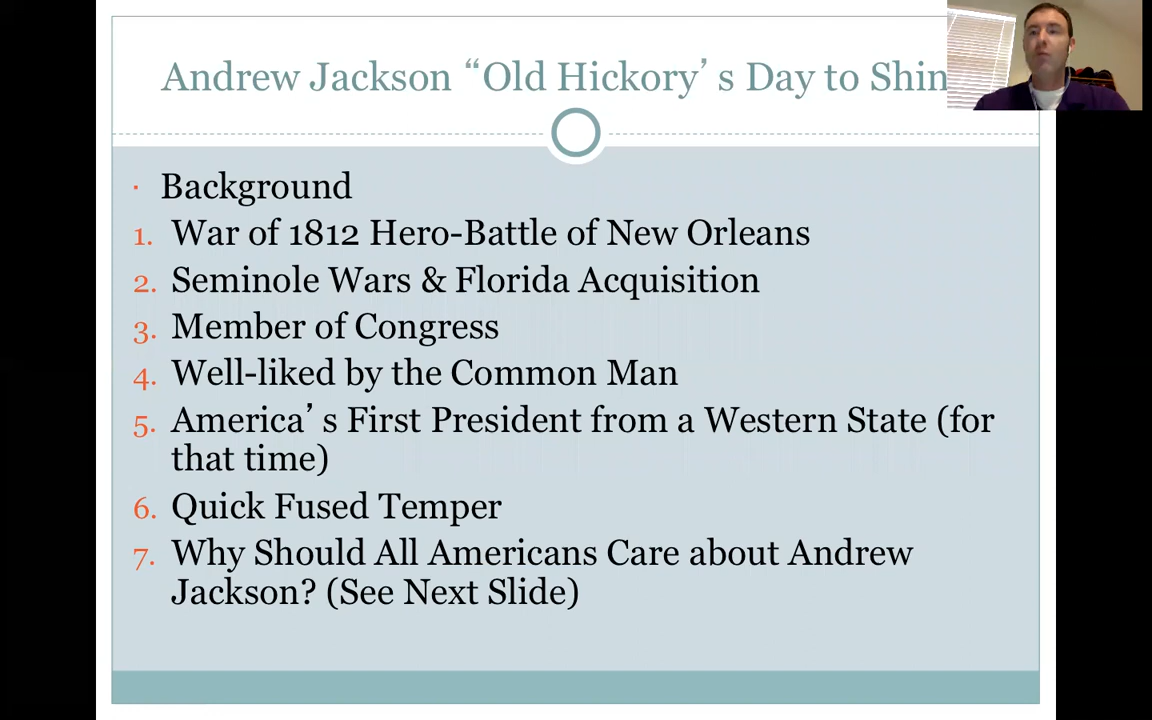 Andrew Jackson “Old Hickory’s Day to Shin
· Background
1. War of 1812 Hero-Battle of New Orleans
2. Seminole Wars & Florida Acquisition
3. Member of Congress
4. Well-liked by the Common Man
5. America’s First President from a Western State (for
that time)
6. Quick Fused Temper
7. Why Should All Americans Care about Andrew
Jackson? (See Next Slide)